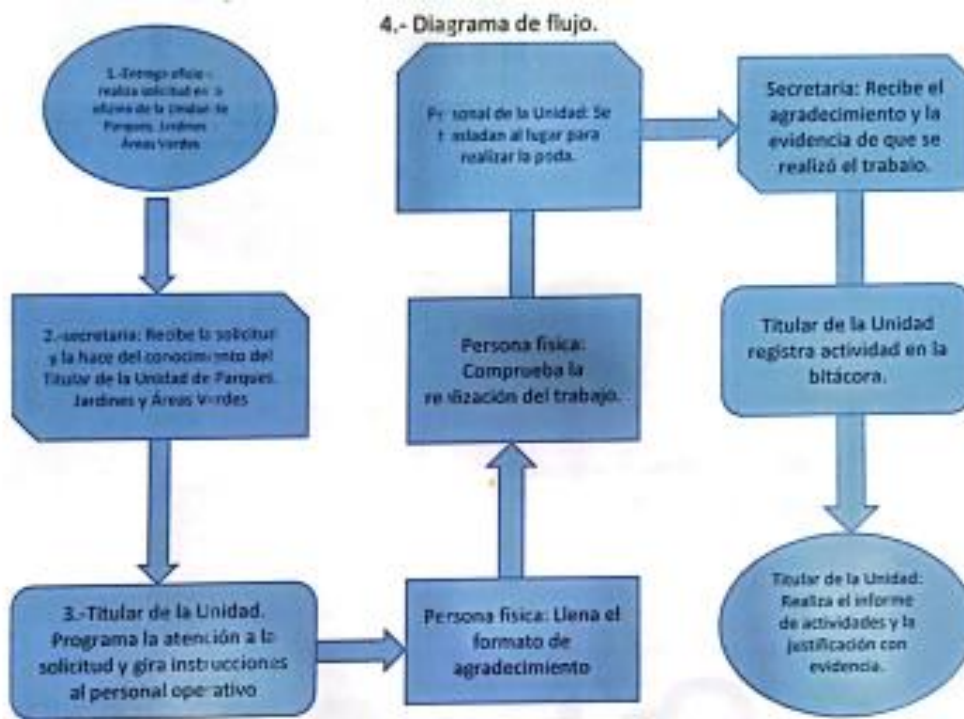 4.- Diagrama de flujo.
1.-Entrega oficio
realiza solicitud en
oficina de la Unidad de
Parques, Jardines
Áreas Verdes
2.-secretaria: Recibe la solicitud
y la hace del conocimiento del
Titular de la Unidad de Parques,
Jardines y Áreas Verdes
3.-Titular de la Unidad.
Programa la atención a la
solicitud y gira instrucciones
al personal operativo
Persona fisica: Llena el
formato de
agradecimiento
Persona fisica:
Comprueba la
realización del trabajo.
Personal de la Unidad: Se
trasladan al lugar para
realizar la poda.
Secretaria: Recibe el
agradecimiento y la
evidencia de que se
realizó el trabajo.
Titular de la Unidad
registra actividad en la
bitácora.
Titular de la Unidad:
Realiza el informe
de actividades y la
justificación con
evidencia.